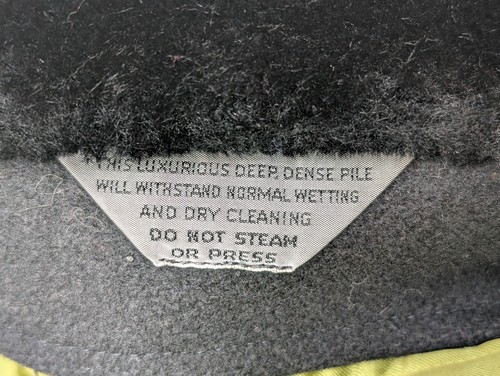 THIS LUXURIOUS DEEP, DENSE PILE
WILL WITHSTAND NORMAL WETTING
AND DRY CLEANING
DO NOT STEAM
OR PRESS